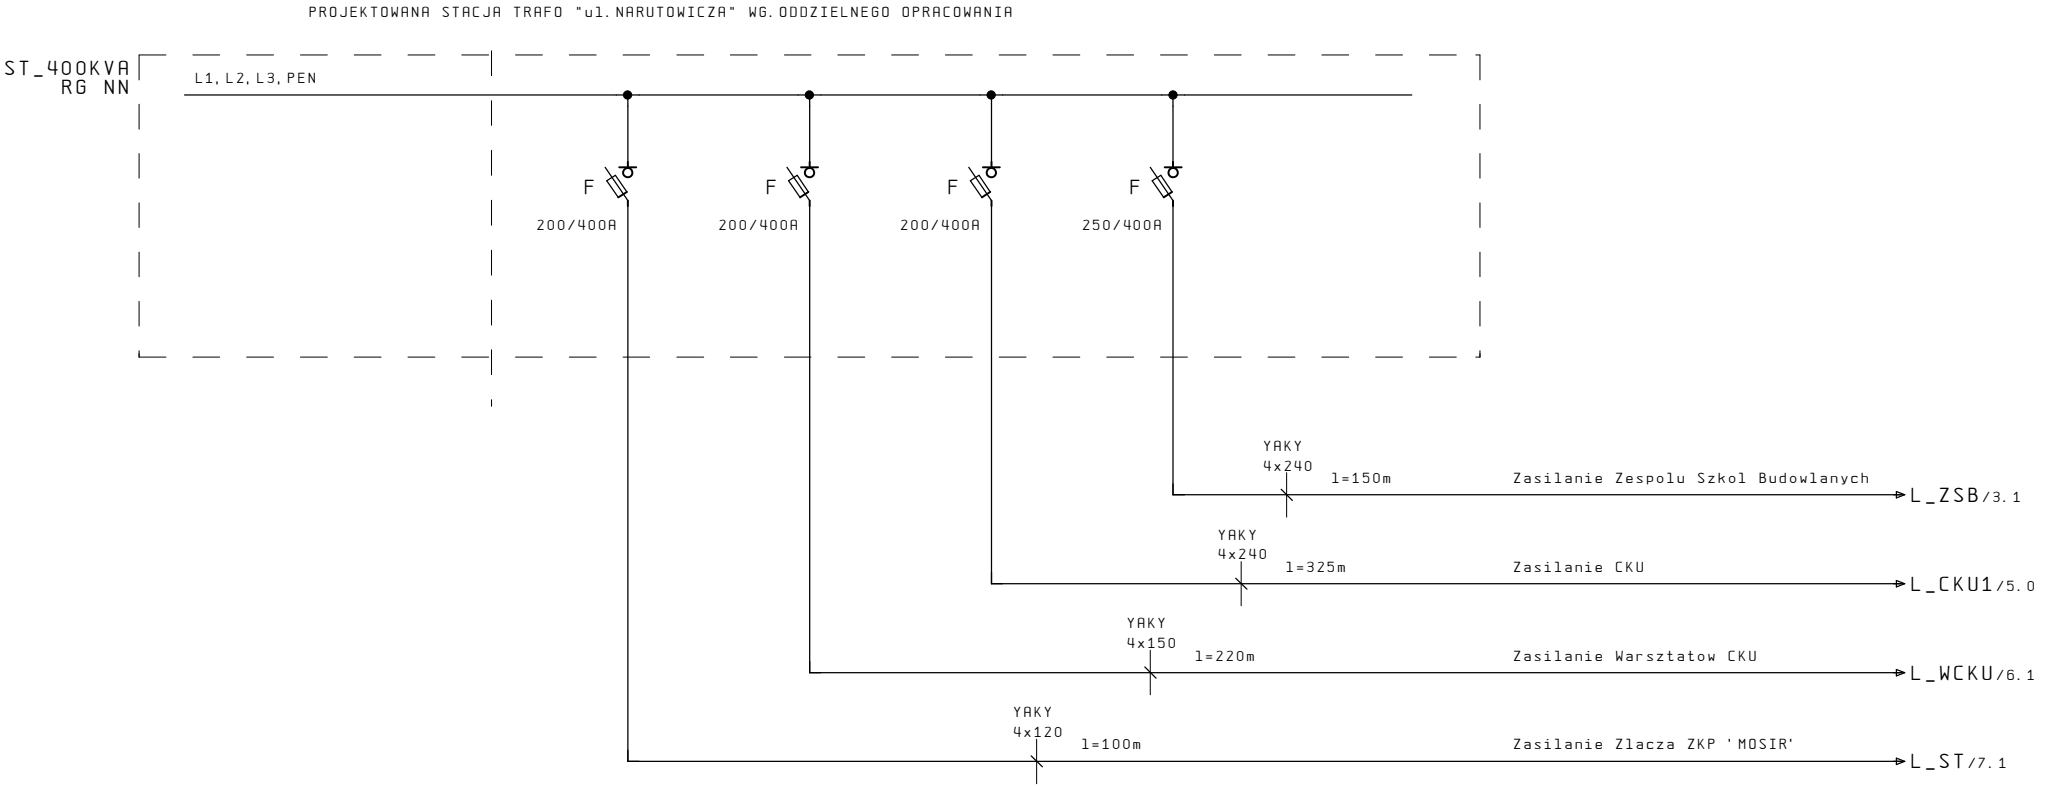 PROJEKTOWANA STACJA TRAFO "ul.NARUTOWICZA" WG.ODDZIELNEGO OPRACOWANIA
ST_400KVA
RG NN
L1, L2, L3, PEN
F
F
F
F
200/400A
200/400A
200/400A
250/400A
YAKY
4x240
l=150m
Zasilanie Zespolu Szkol Budowlanych
L_ZSB/3.1
YAKY
4x240
l=325m
Zasilanie CKU
L_CKU1/5.0
YAKY
4x150
l=220m
Zasilanie Warsztatow CKU
L_WCKU/6.1
YAKY
4x120
l=100m
Zasilanie Zlacza ZKP 'MOSIR'
L_ST/7.1